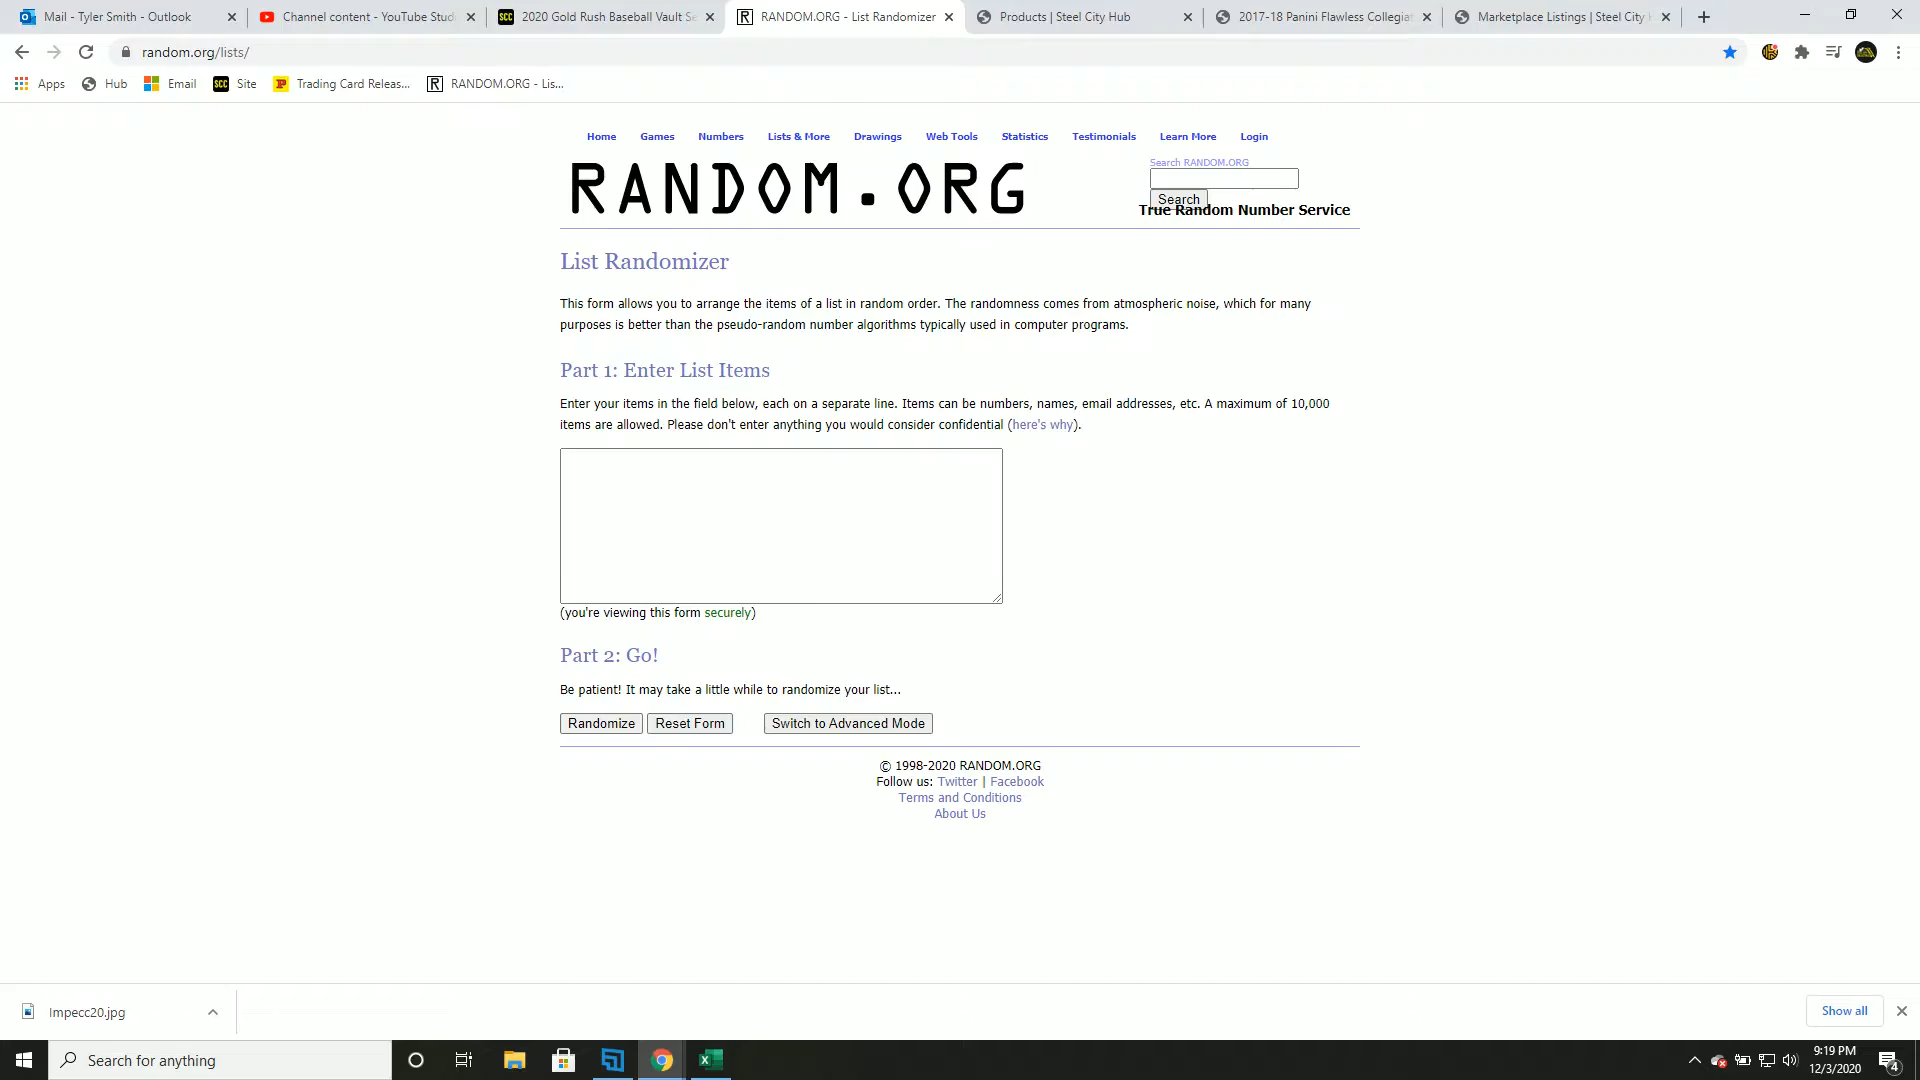 Mail - Tyler Smith - Outlook
Channel content - YouTube Stud
2020 Gold Rush Baseball Vault Se
RANDOM.ORG - List Randomizer
Products | Steel City Hub
2017-18 Panini Flawless Collegiat
Marketplace Listings | Steel City H
random.org/lists/
Apps
Hub
Email
SCC
Site
Trading Card Releas...
RANDOM.ORG - Lis...
Home
Games
Numbers
Lists & More
Drawings
Web Tools
Statistics
Testimonials
Learn More
Login
RANDOM.ORG
Search RANDOM.ORG
Search
True Random Number Service
List Randomizer
This form allows you to arrange the items of a list in random order. The randomness comes from atmospheric noise, which for many
purposes is better than the pseudo-random number algorithms typically used in computer programs.
Part 1: Enter List Items
Enter your items in the field below, each on a separate line. Items can be numbers, names, email addresses, etc. A maximum of 10,000
items are allowed. Please don't enter anything you would consider confidential (here's why).
(you're viewing this form securely)
Part 2: Go!
Be patient! It may take a little while to randomize your list...
Randomize
Reset Form
Switch to Advanced Mode
© 1998-2020 RANDOM.ORG
Follow us: Twitter | Facebook
Terms and Conditions
About Us
Impecc20.jpg
Show all
Search for anything
9:19 PM
12/3/2020
4